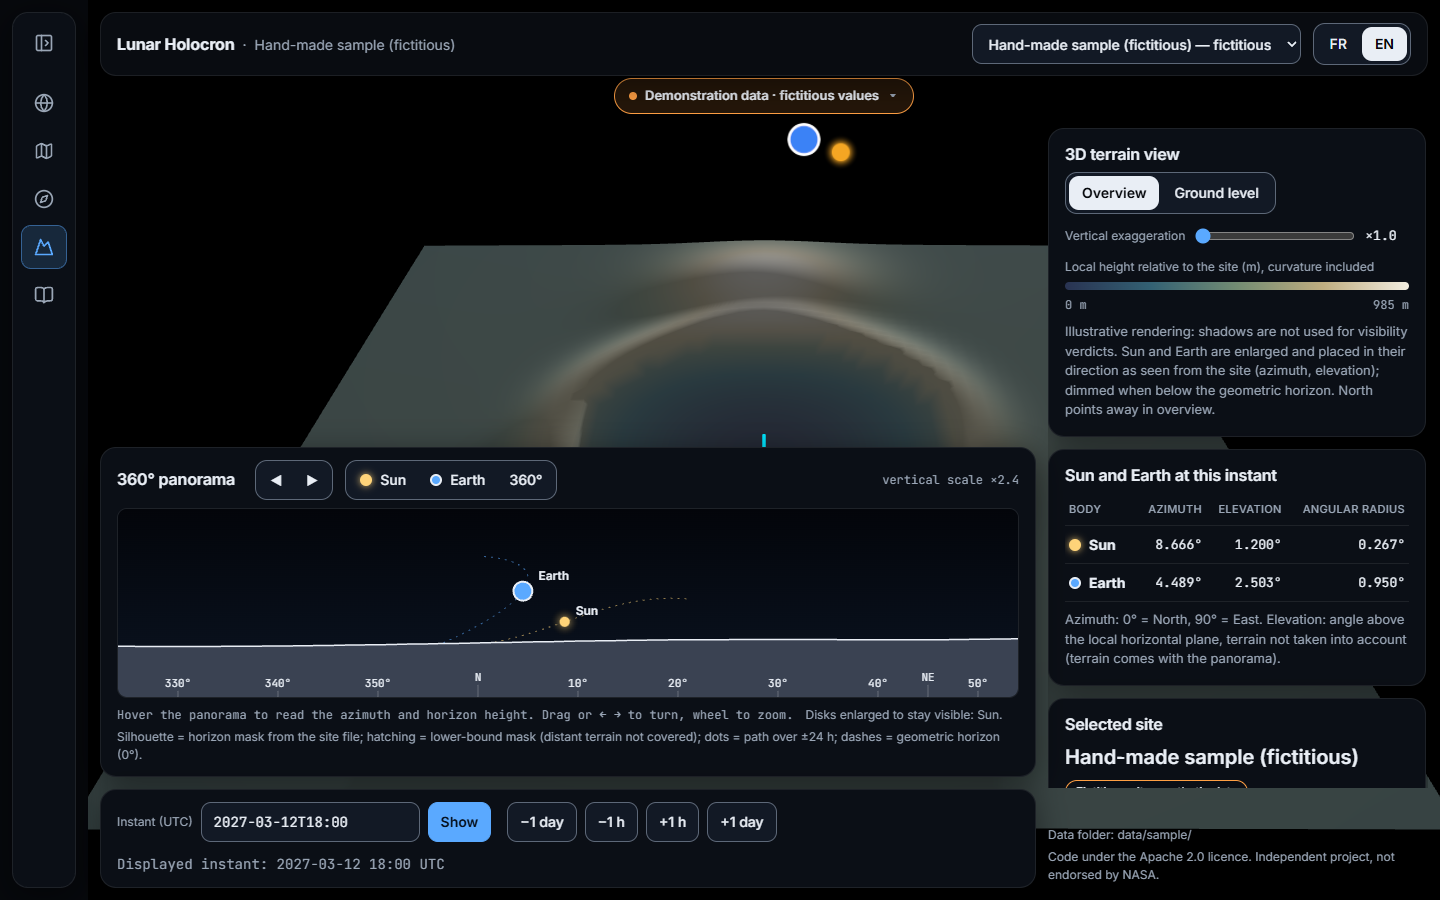 Lunar Holocron · Hand-made sample (fictitious)
Hand-made sample (fictitious) — fictitious
FR EN
Demonstration data · fictitious values
3D terrain view
Overview Ground level
Vertical exaggeration ×1.0
Local height relative to the site (m), curvature included
0 m 985 m
Illustrative rendering: shadows are not used for visibility
verdicts. Sun and Earth are enlarged and placed in their
direction as seen from the site (azimuth, elevation);
dimmed when below the geometric horizon. North
points away in overview.
360° panorama ◀ ▶ Sun Earth 360° vertical scale ×2.4
Earth
Sun
330° 340° 350° N 10° 20° 30° 40° NE 50°
Hover the panorama to read the azimuth and horizon height. Drag or ← → to turn, wheel to zoom. Disks enlarged to stay visible: Sun.
Silhouette = horizon mask from the site file; hatching = lower-bound mask (distant terrain not covered); dots = path over ±24 h; dashes = geometric horizon
(0°).
Sun and Earth at this instant
BODY AZIMUTH ELEVATION ANGULAR RADIUS
Sun 8.666° 1.200° 0.267°
Earth 4.489° 2.503° 0.950°
Azimuth: 0° = North, 90° = East. Elevation: angle above
the local horizontal plane, terrain not taken into account
(terrain comes with the panorama).
Selected site
Hand-made sample (fictitious)
Instant (UTC) 2027-03-12T18:00 Show −1 day −1 h +1 h +1 day
Displayed instant: 2027-03-12 18:00 UTC
Data folder: data/sample/
Code under the Apache 2.0 licence. Independent project, not
endorsed by NASA.